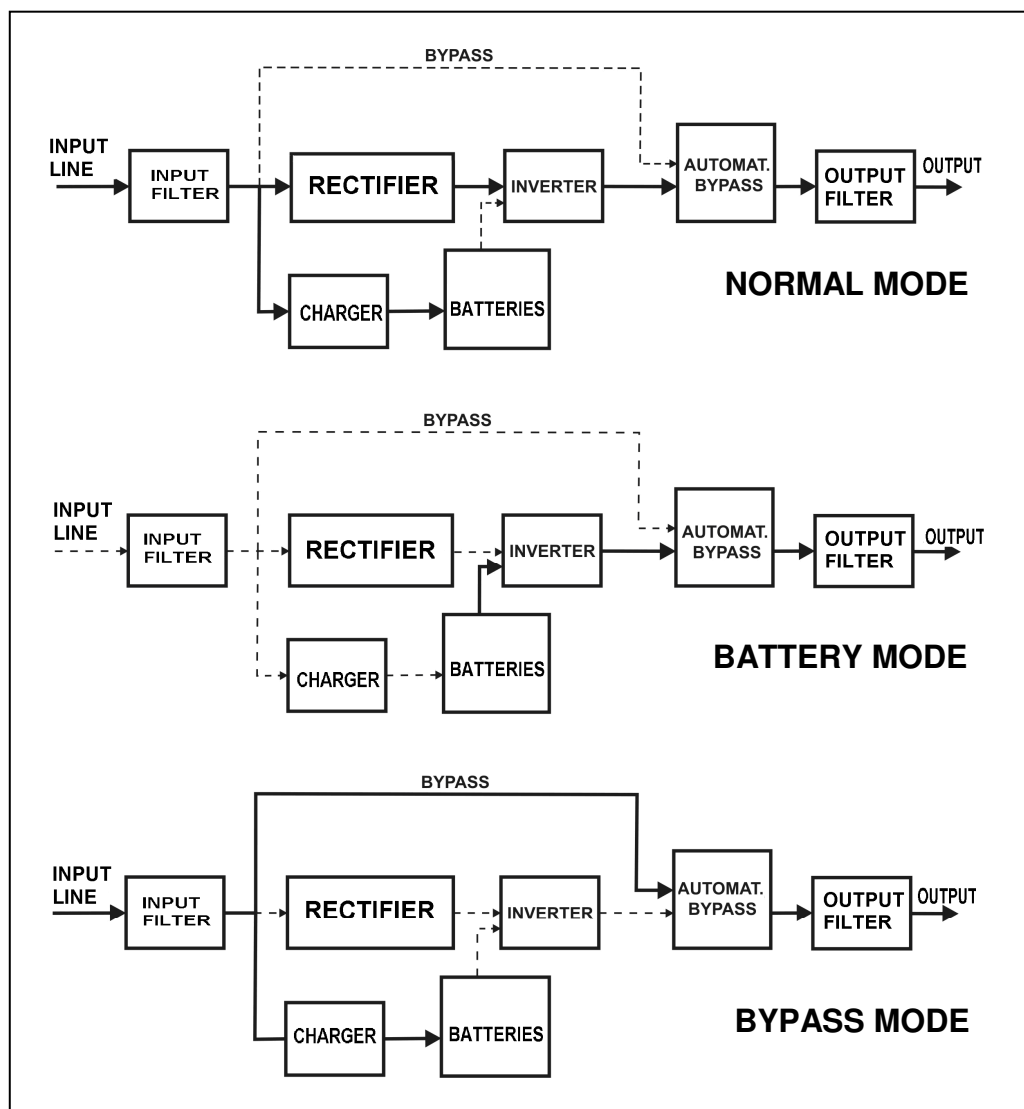 BYPASS
INPUT
LINE
INPUT
FILTER
RECTIFIER
INVERTER
AUTOMAT.
BYPASS
OUTPUT
FILTER
OUTPUT
CHARGER
BATTERIES
NORMAL MODE
BYPASS
INPUT
LINE
INPUT
FILTER
RECTIFIER
INVERTER
AUTOMAT.
BYPASS
OUTPUT
FILTER
OUTPUT
CHARGER
BATTERIES
BATTERY MODE
BYPASS
INPUT
LINE
INPUT
FILTER
RECTIFIER
INVERTER
AUTOMAT.
BYPASS
OUTPUT
FILTER
OUTPUT
CHARGER
BATTERIES
BYPASS MODE